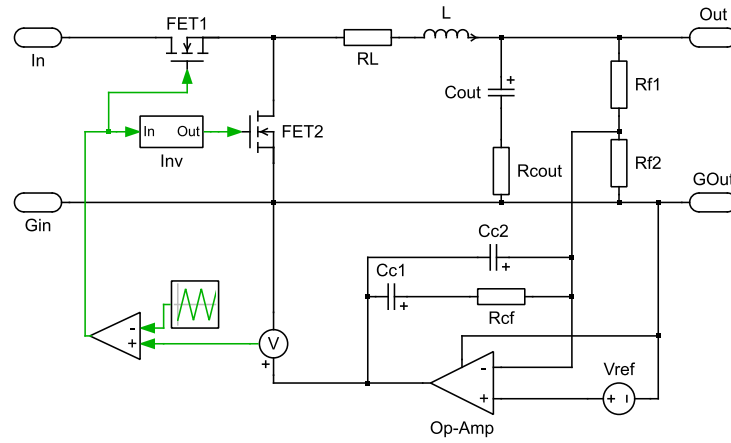 FET1
L
Out
In
RL
Cout
+
Rf1
In
Out
FET2
Inv
Rf2
Rcout
Gin
GOut
Cc2
+
Cc1
+
Rcf
-
+
V
+
-
+
Vref
+ -
Op-Amp